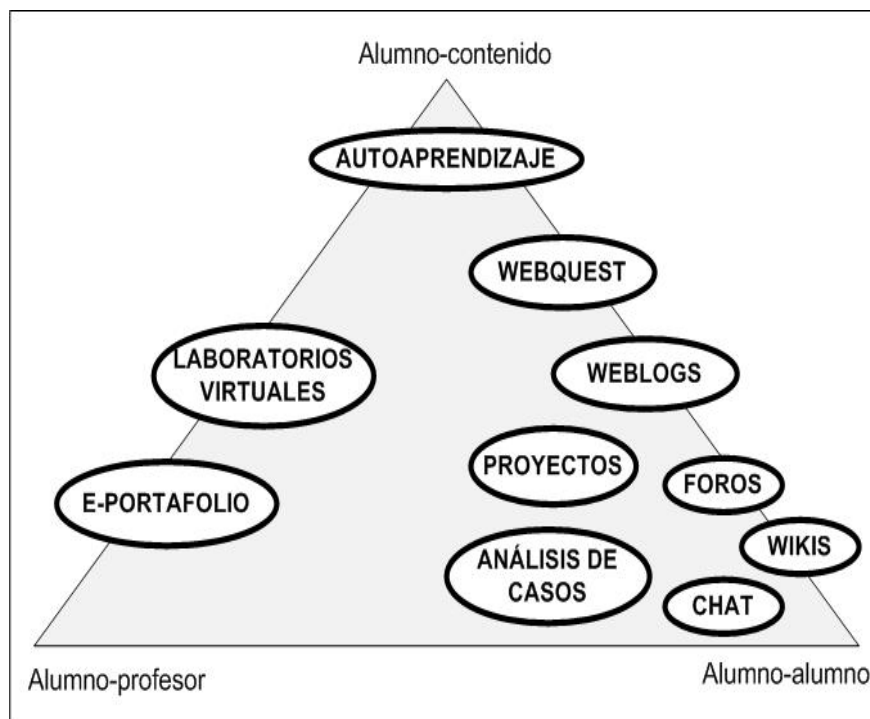 Alumno-contenido
AUTOAPRENDIZAJE
WEBQUEST
LABORATORIOS
VIRTUALES
WEBLOGS
PROYECTOS
FOROS
E-PORTAFOLIO
WIKIS
ANÁLISIS DE
CASOS
CHAT
Alumno-profesor
Alumno-alumno